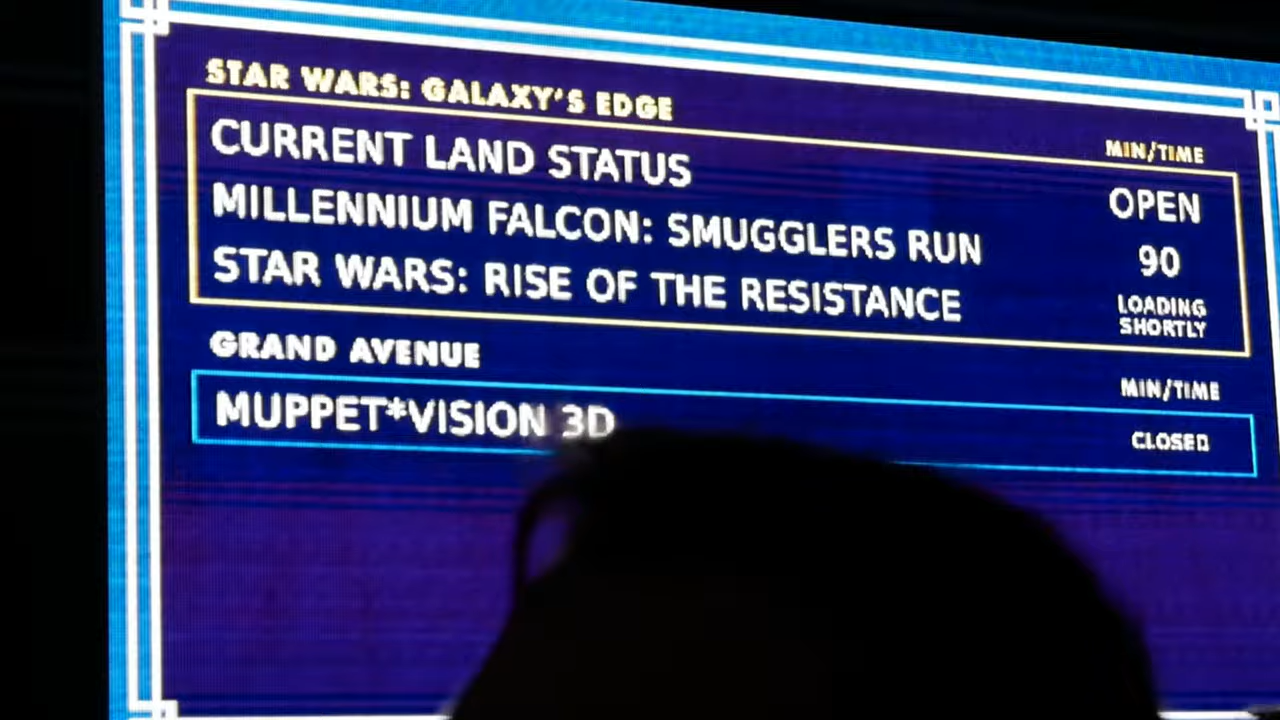 STAR WARS: GALAXY'S EDGE
MIN/TIME
CURRENT LAND STATUS OPEN
MILLENNIUM FALCON: SMUGGLERS RUN 90
STAR WARS: RISE OF THE RESISTANCE LOADING SHORTLY
GRAND AVENUE
MIN/TIME
MUPPET*VISION 3D CLOSED